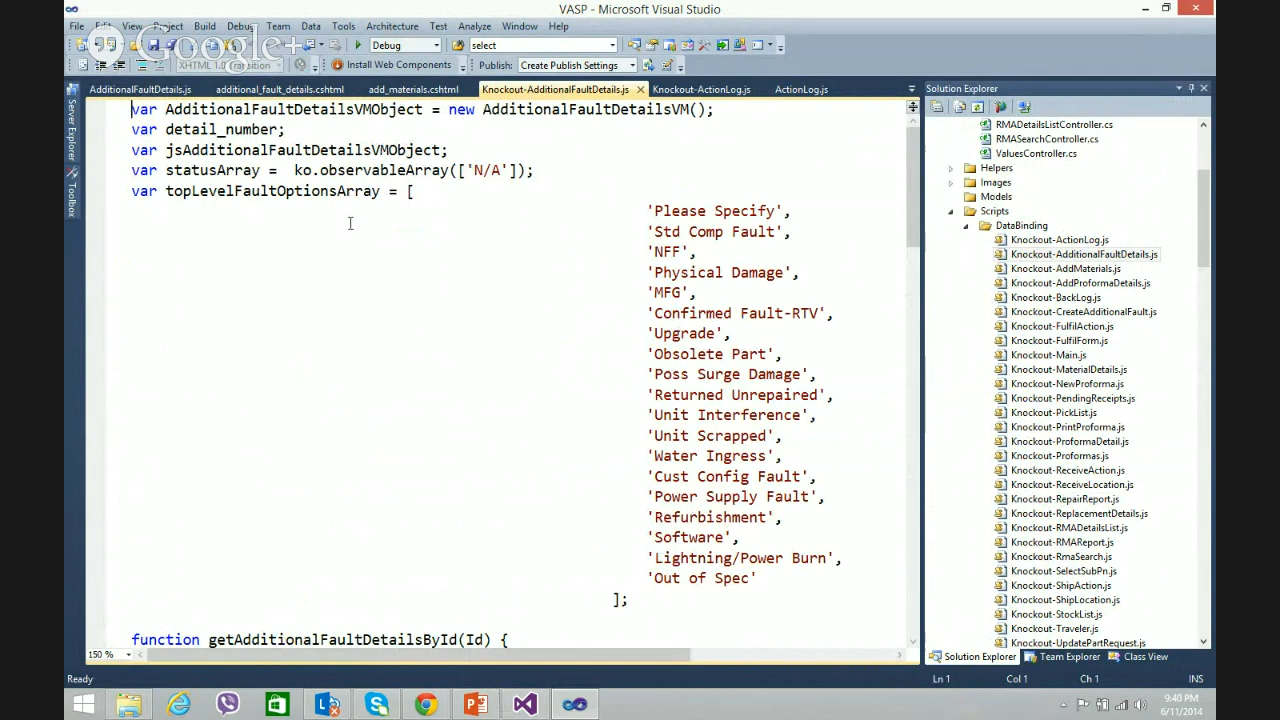 VASP - Microsoft Visual Studio
File Edit View Project Build Debug Team Data Tools Architecture Test Analyze Window Help
Google+
Debug
select
XHTML 1.0 Transition
Install Web Components
Publish: Create Publish Settings
AdditionalFaultDetails.js additional_fault_details.cshtml add_materials.cshtml Knockout-AdditionalFaultDetails.js Knockout-ActionLog.js ActionLog.js
Server Explorer
Toolbox
var AdditionalFaultDetailsVMObject = new AdditionalFaultDetailsVM();
var detail_number;
var jsAdditionalFaultDetailsVMObject;
var statusArray = ko.observableArray(['N/A']);
var topLevelFaultOptionsArray = [
'Please Specify',
'Std Comp Fault',
'NFF',
'Physical Damage',
'MFG',
'Confirmed Fault-RTV',
'Upgrade',
'Obsolete Part',
'Poss Surge Damage',
'Returned Unrepaired',
'Unit Interference',
'Unit Scrapped',
'Water Ingress',
'Cust Config Fault',
'Power Supply Fault',
'Refurbishment',
'Software',
'Lightning/Power Burn',
'Out of Spec'
];
function getAdditionalFaultDetailsById(Id) {
150 %
Solution Explorer
RMADetailsListController.cs
RMASearchController.cs
ValuesController.cs
Helpers
Images
Models
Scripts
DataBinding
Knockout-ActionLog.js
Knockout-AdditionalFaultDetails.js
Knockout-AddMaterials.js
Knockout-AddProformaDetails.js
Knockout-BackLog.js
Knockout-CreateAdditionalFault.js
Knockout-FulfilAction.js
Knockout-FulfilForm.js
Knockout-Main.js
Knockout-MaterialDetails.js
Knockout-NewProforma.js
Knockout-PendingReceipts.js
Knockout-PickList.js
Knockout-PrintProforma.js
Knockout-ProformaDetail.js
Knockout-Proformas.js
Knockout-ReceiveAction.js
Knockout-ReceiveLocation.js
Knockout-RepairReport.js
Knockout-ReplacementDetails.js
Knockout-RMADetailsList.js
Knockout-RMAReport.js
Knockout-RmaSearch.js
Knockout-SelectSubPn.js
Knockout-ShipAction.js
Knockout-ShipLocation.js
Knockout-StockList.js
Knockout-Traveler.js
Knockout-UpdatePartRequest.js
Solution Explorer Team Explorer Class View
Ready Ln 1 Col 1 Ch 1 INS
9:40 PM
6/11/2014